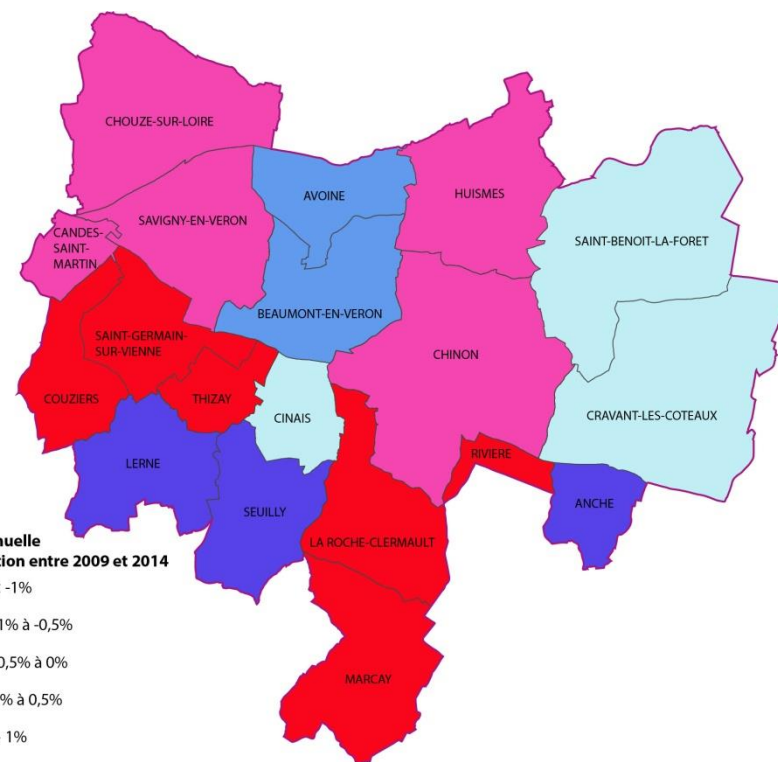 CHOUZE-SUR-LOIRE
HUISMES
AVOINE
SAVIGNY-EN-VERON
CANDES-
SAINT-
MARTIN
SAINT-BENOIT-LA-FORET
BEAUMONT-EN-VERON
SAINT-GERMAIN-
SUR-VIENNE
CHINON
COUZIERS
THIZAY
CINAIS
CRAVANT-LES-COTEAUX
LERNE
RIVIERE
SEUILLY
ANCHE
LA ROCHE-CLERMAULT
MARCAY
entre 2009 et 2014
-1%
1% à -0,5%
0,5% à 0%
% à 0,5%
1%